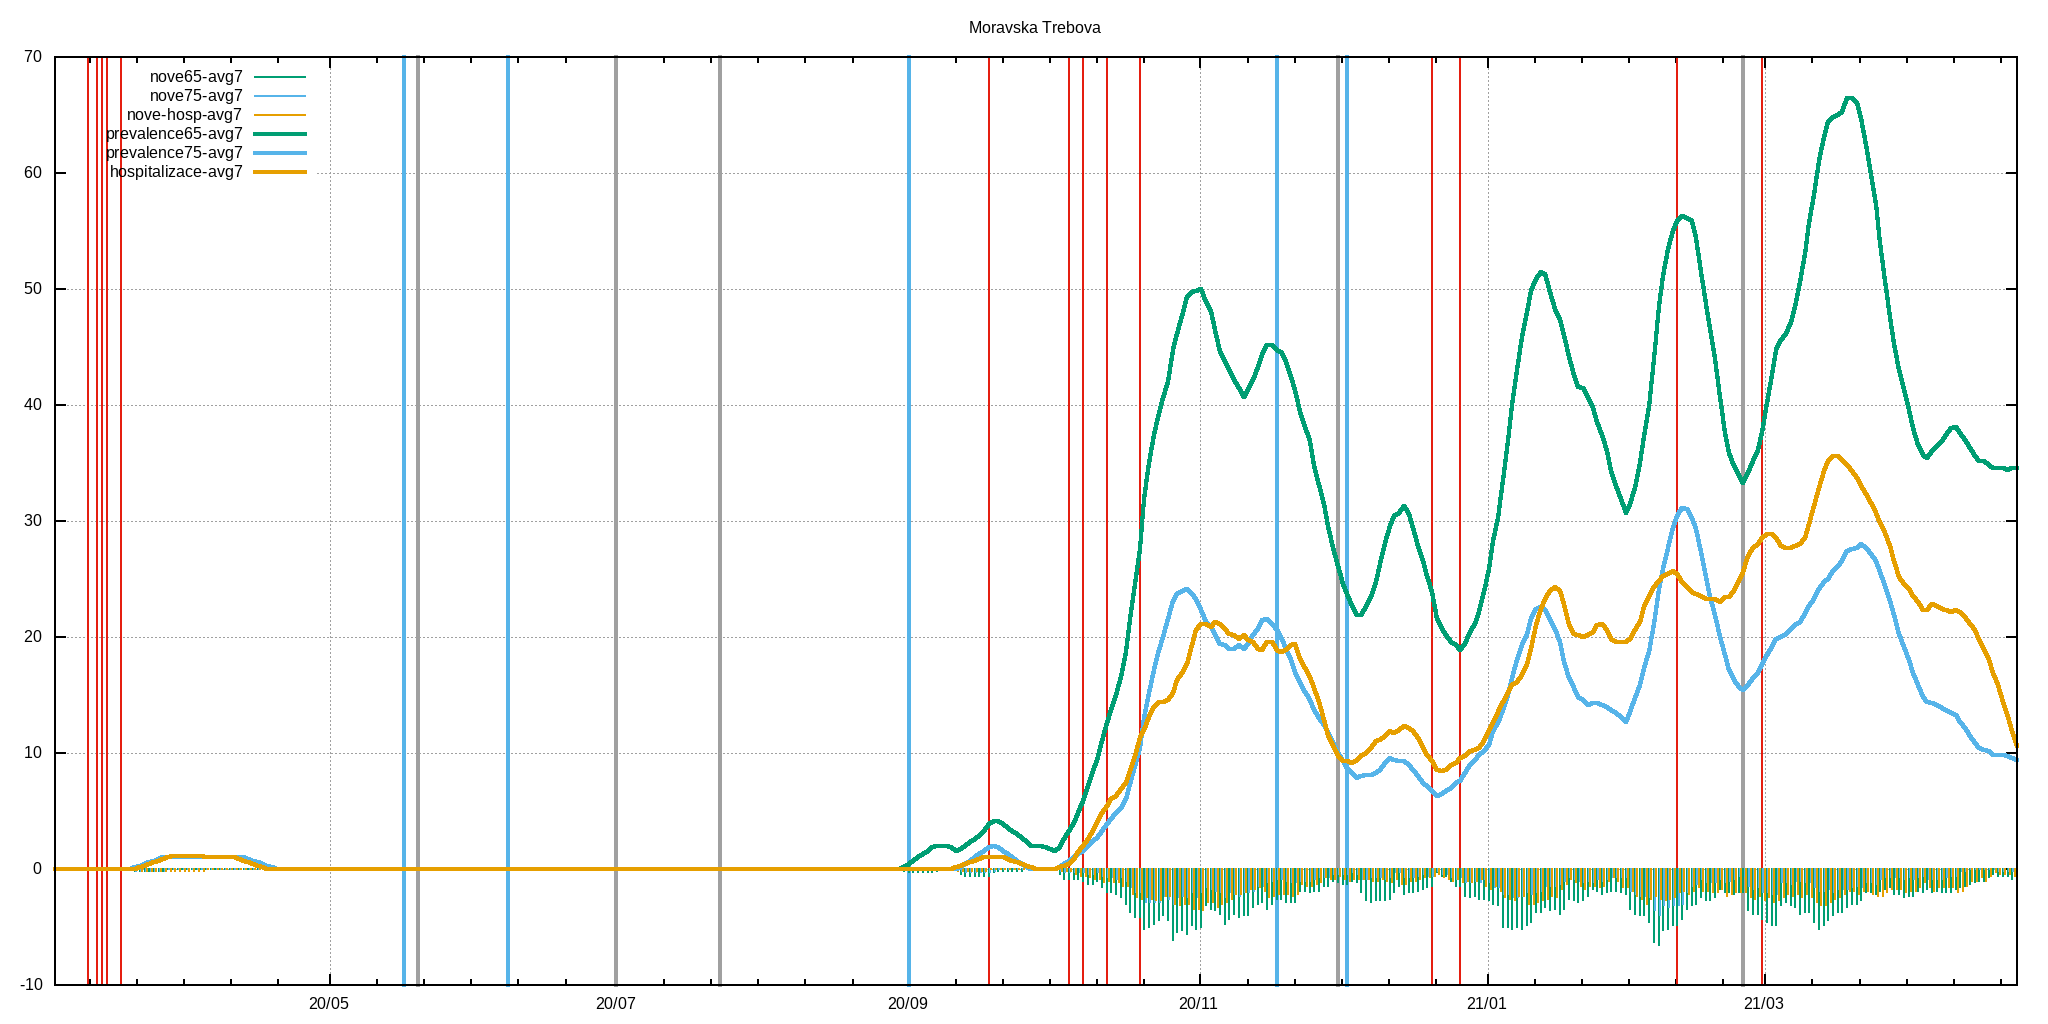 Moravska Trebova
70
60
50
40
30
20
10
0
-10
nove65-avg7
nove75-avg7
nove-hosp-avg7
prevalence65-avg7
prevalence75-avg7
hospitalizace-avg7
20/05 20/07 20/09 20/11 21/01 21/03